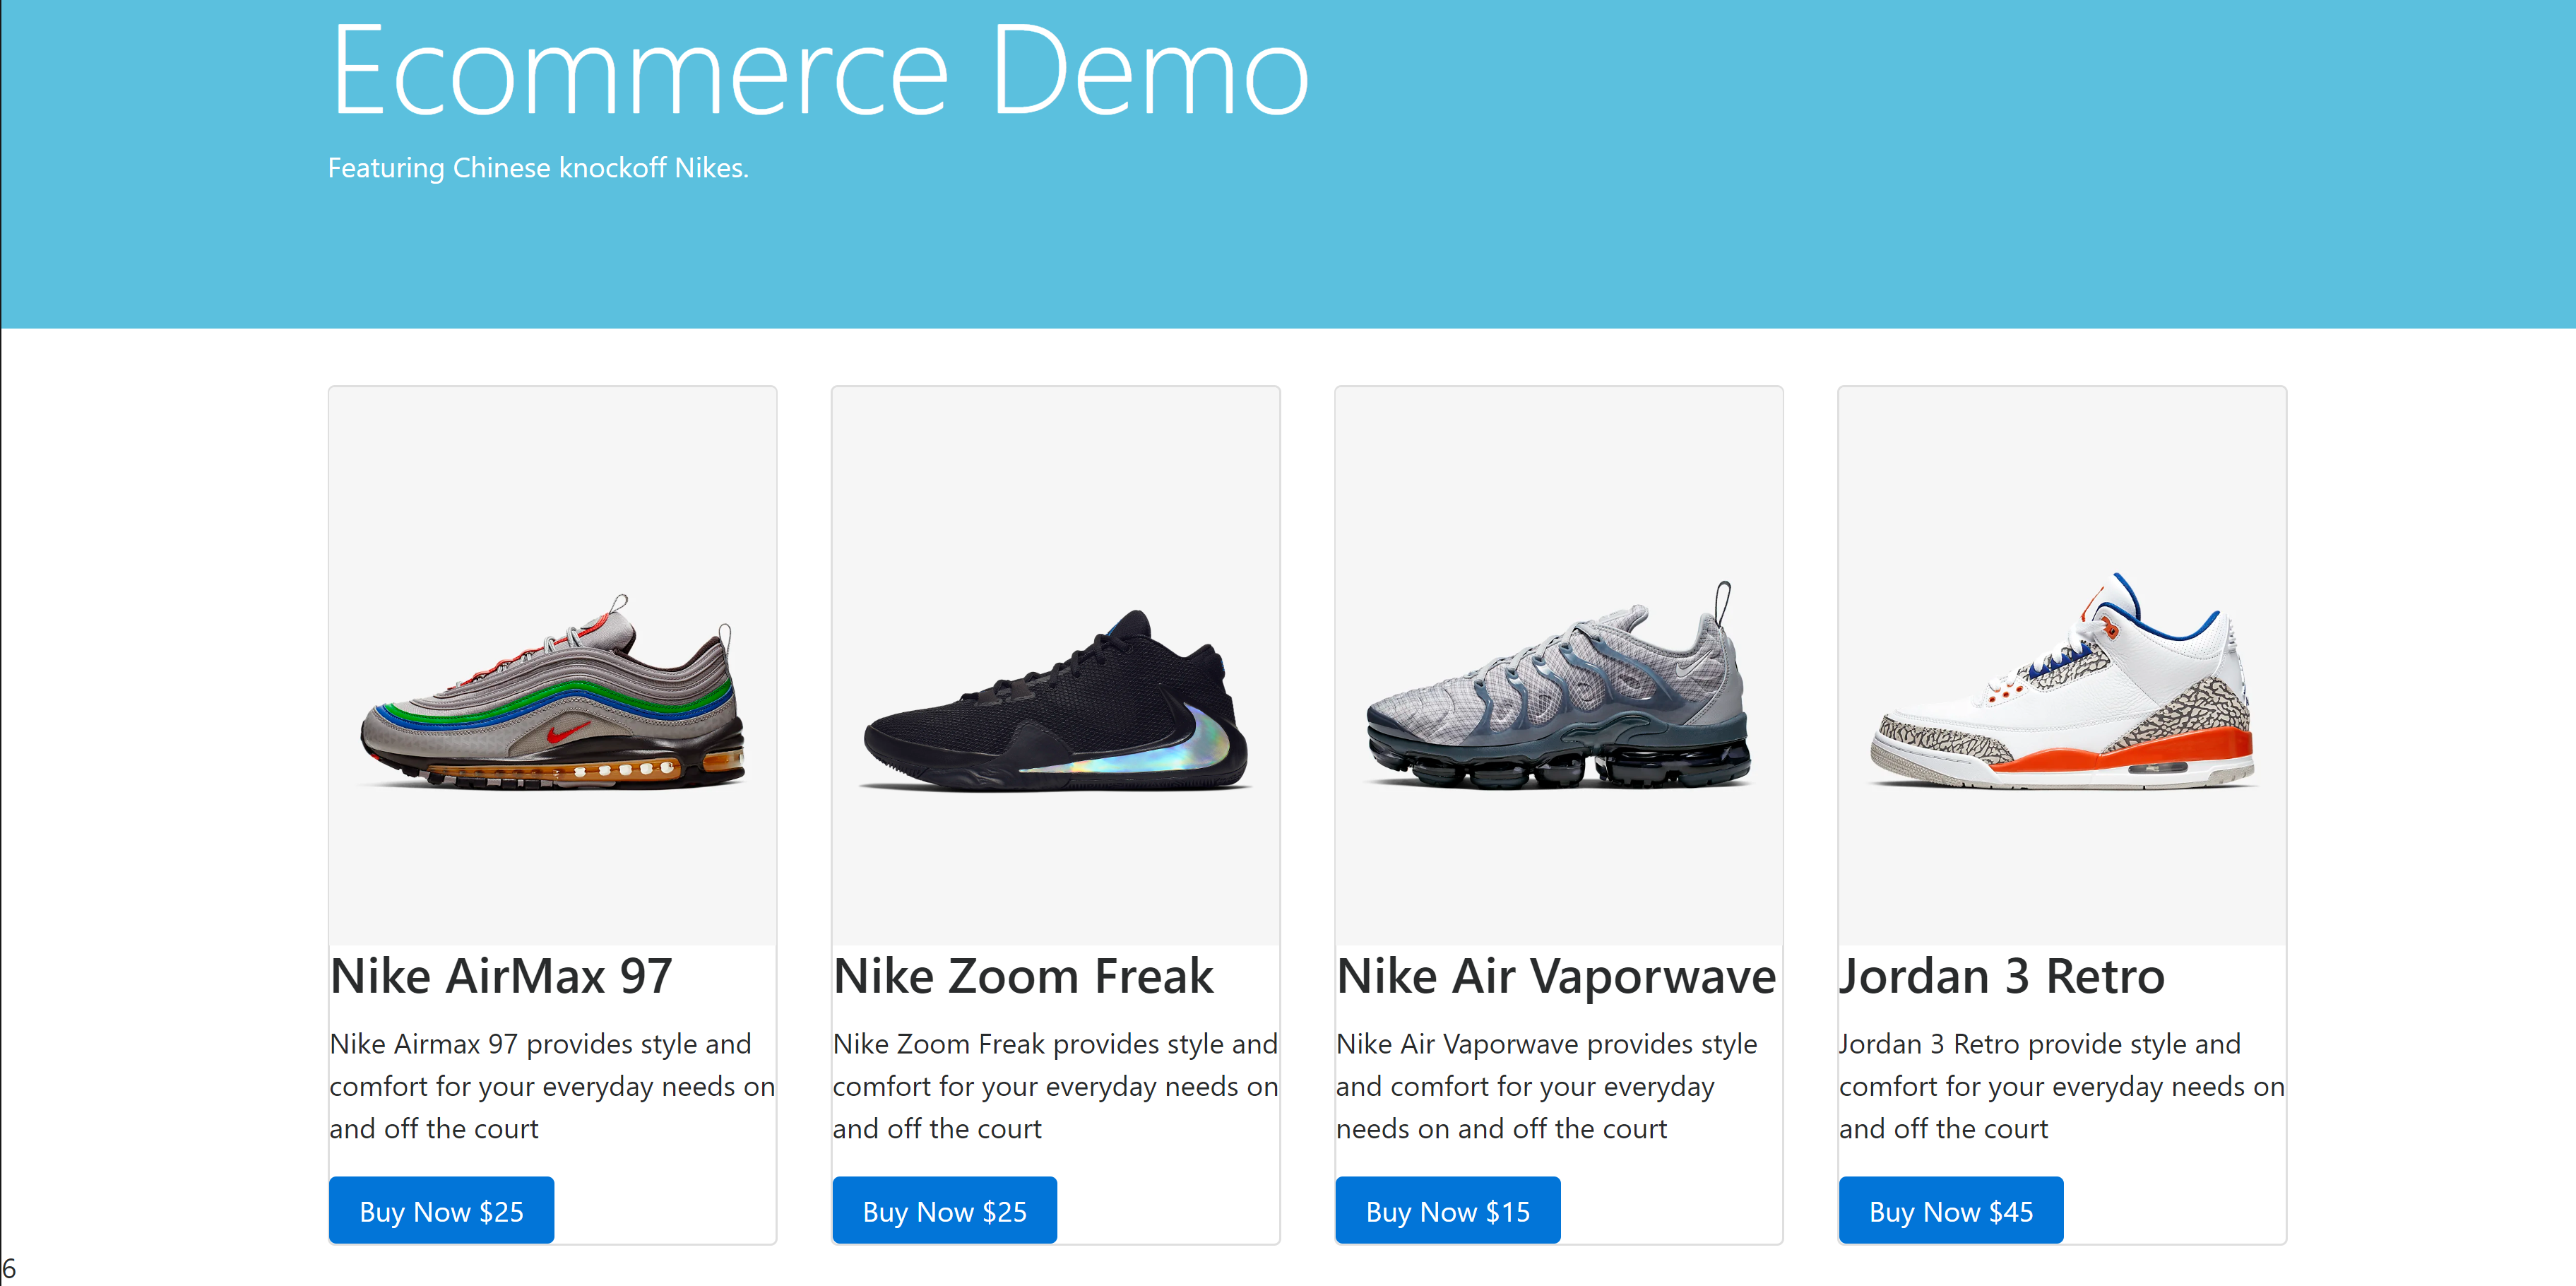 Ecommerce Demo
Featuring Chinese knockoff Nikes.
Nike AirMax 97
Nike Airmax 97 provides style and
comfort for your everyday needs on
and off the court
Buy Now $25
Nike Zoom Freak
Nike Zoom Freak provides style and
comfort for your everyday needs on
and off the court
Buy Now $25
Nike Air Vaporwave
Nike Air Vaporwave provides style
and comfort for your everyday
needs on and off the court
Buy Now $15
Jordan 3 Retro
Jordan 3 Retro provide style and
comfort for your everyday needs on
and off the court
Buy Now $45
6